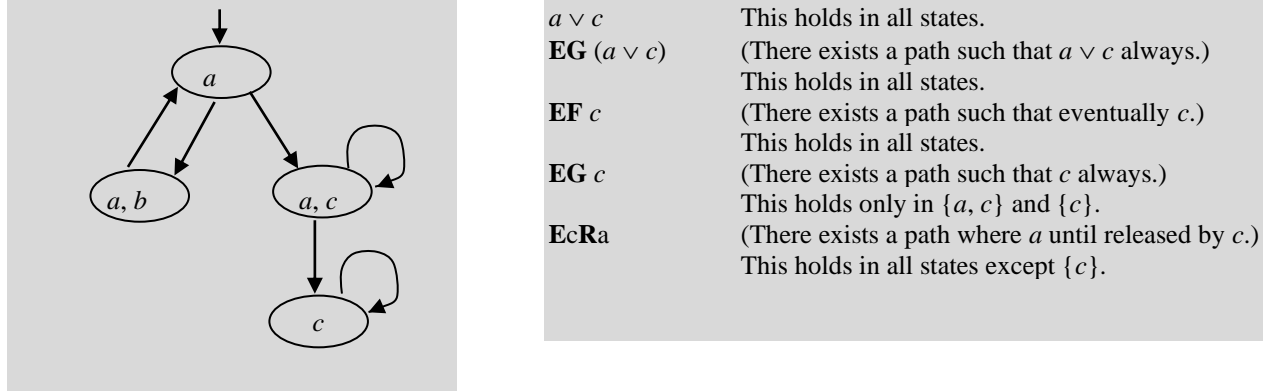 a
a, b
a, c
c
a ∨ c This holds in all states.
EG (a ∨ c) (There exists a path such that a ∨ c always.)
This holds in all states.
EF c (There exists a path such that eventually c.)
This holds in all states.
EG c (There exists a path such that c always.)
This holds only in {a, c} and {c}.
EcRa (There exists a path where a until released by c.)
This holds in all states except {c}.